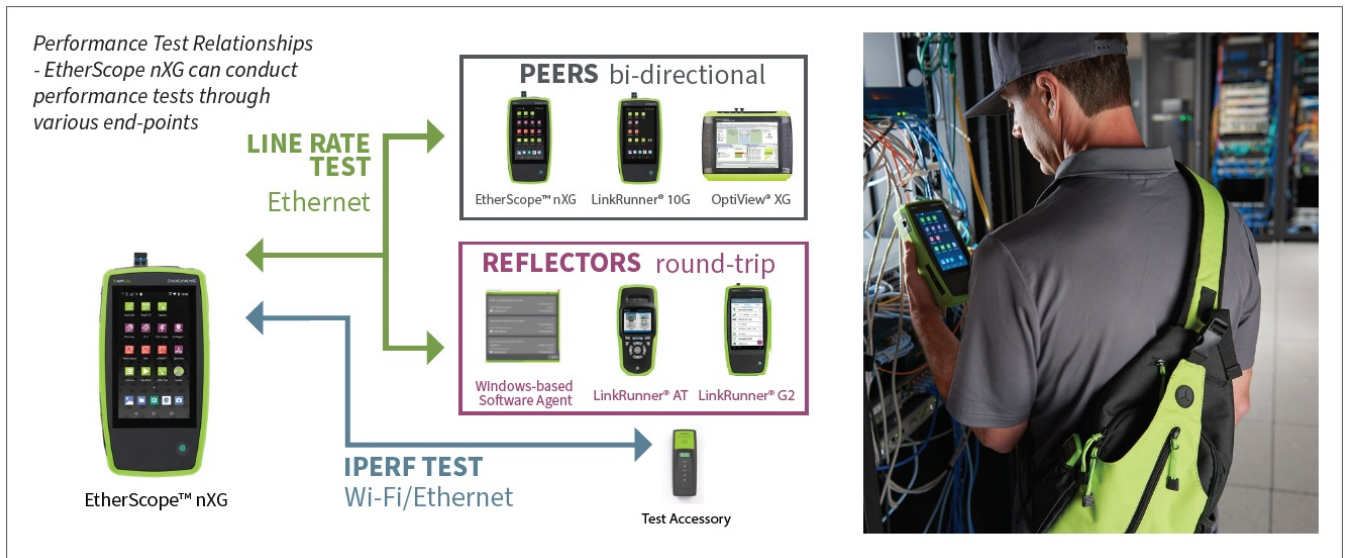 Performance Test Relationships
- EtherScope nXG can conduct
performance tests through
various end-points
LINE RATE
TEST
Ethernet
PEERS bi-directional
EtherScope™ nXG
LinkRunner® 10G
OptiView® XG
REFLECTORS round-trip
Windows-based
Software Agent
LinkRunner® AT
LinkRunner® G2
IPERF TEST
Wi-Fi/Ethernet
EtherScope™ nXG
Test Accessory